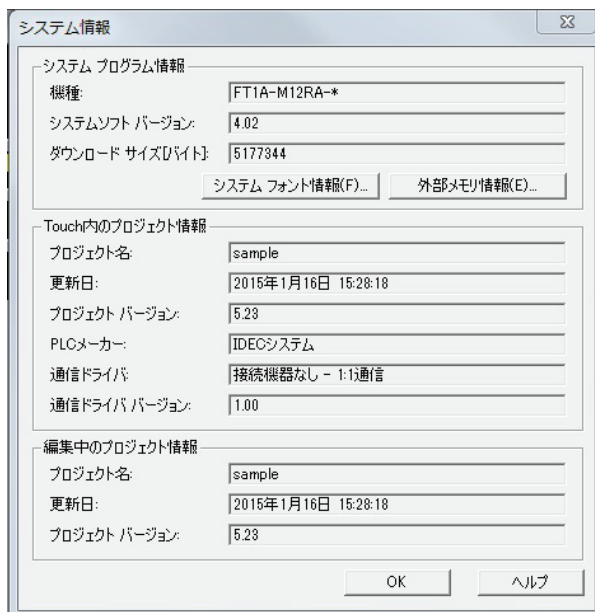 システム情報
システム プログラム情報
機種: FT1A-M12RA-*
システムソフト バージョン: 4.02
ダウンロード サイズ[バイト]: 5177344
システム フォント情報(F)... 外部メモリ情報(E)...
Touch内のプロジェクト情報
プロジェクト名: sample
更新日: 2015年1月16日 15:28:18
プロジェクト バージョン: 5.23
PLCメーカー: IDECシステム
通信ドライバ: 接続機器なし - 1:1通信
通信ドライバ バージョン: 1.00
編集中のプロジェクト情報
プロジェクト名: sample
更新日: 2015年1月16日 15:28:18
プロジェクト バージョン: 5.23
OK ヘルプ